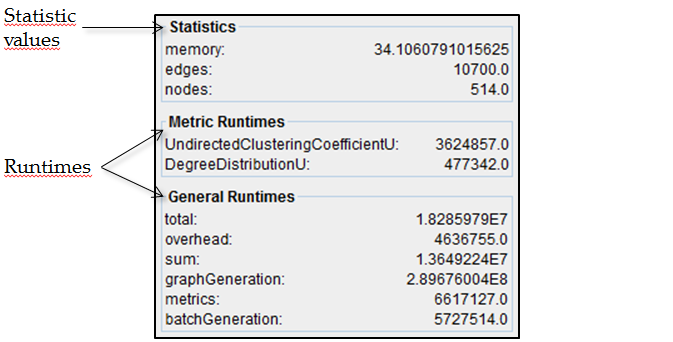 Statistic
values
Statistics
memory: 34.1060791015625
edges: 10700.0
nodes: 514.0
Runtimes
Metric Runtimes
UndirectedClusteringCoefficientU: 3624857.0
DegreeDistributionU: 477342.0
General Runtimes
total: 1.8285979E7
overhead: 4636755.0
sum: 1.3649224E7
graphGeneration: 2.89676004E8
metrics: 6617127.0
batchGeneration: 5727514.0